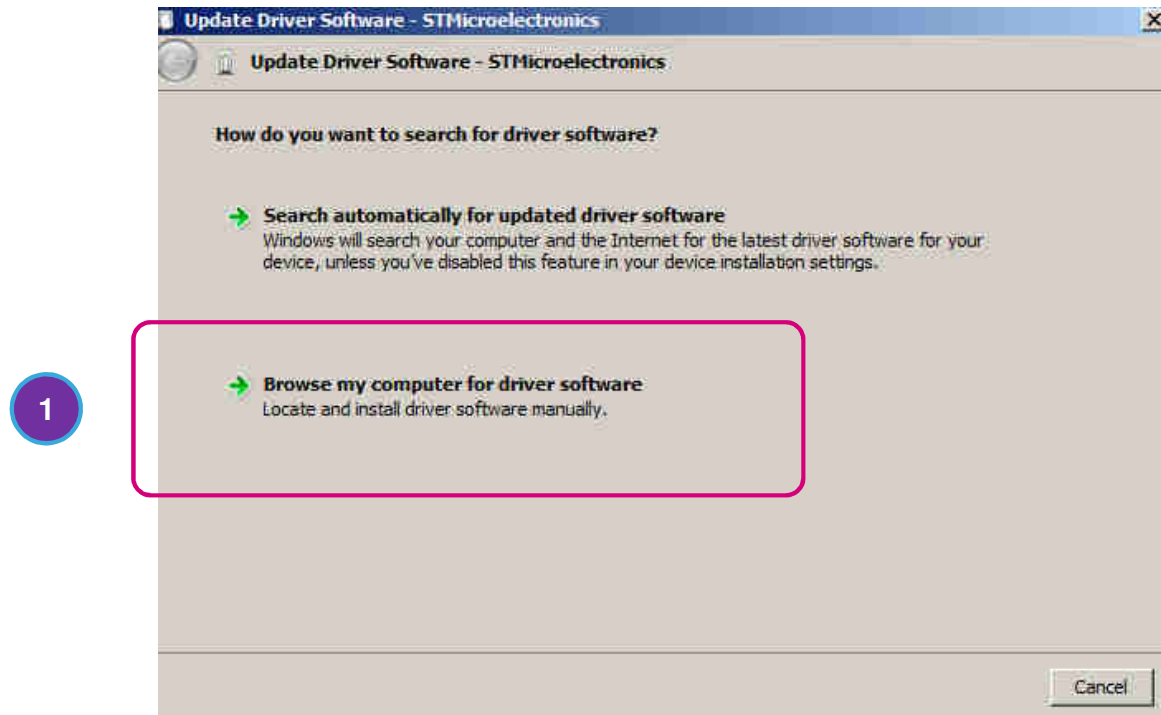 Update Driver Software - STMicroelectronics
Update Driver Software - STMicroelectronics
How do you want to search for driver software?
Search automatically for updated driver software
Windows will search your computer and the Internet for the latest driver software for your
device, unless you've disabled this feature in your device installation settings.
1
Browse my computer for driver software
Locate and install driver software manually.
Cancel